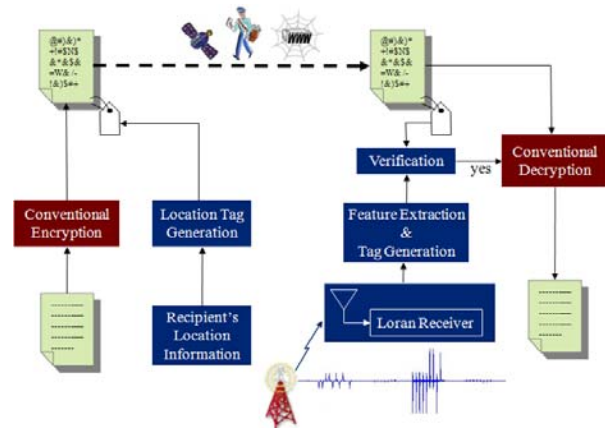 @#)&)*
+!=$N$
&*&$&
=W&:/-
!&)$#÷
WWW
@#)&)*
+!=$N$
&*&$&
=W&:/-
!&)$#÷
Verification
yes
Conventional
Decryption
Conventional
Encryption
Location Tag
Generation
Feature Extraction
&
Tag Generation
Recipient's
Location
Information
Loran Receiver